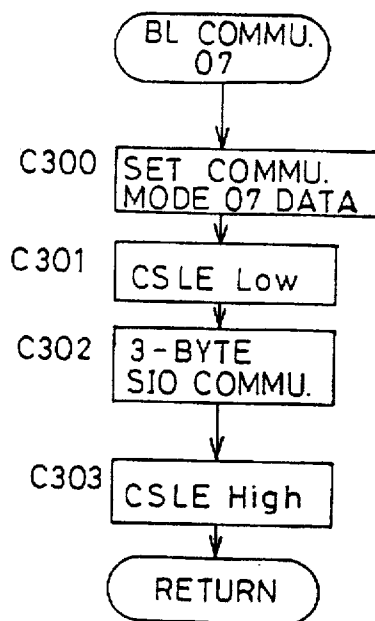 BL COMMU.
07
C300
SET COMMU.
MODE 07 DATA
C301
CSLE Low
C302
3-BYTE
SIO COMMU.
C303
CSLE High
RETURN